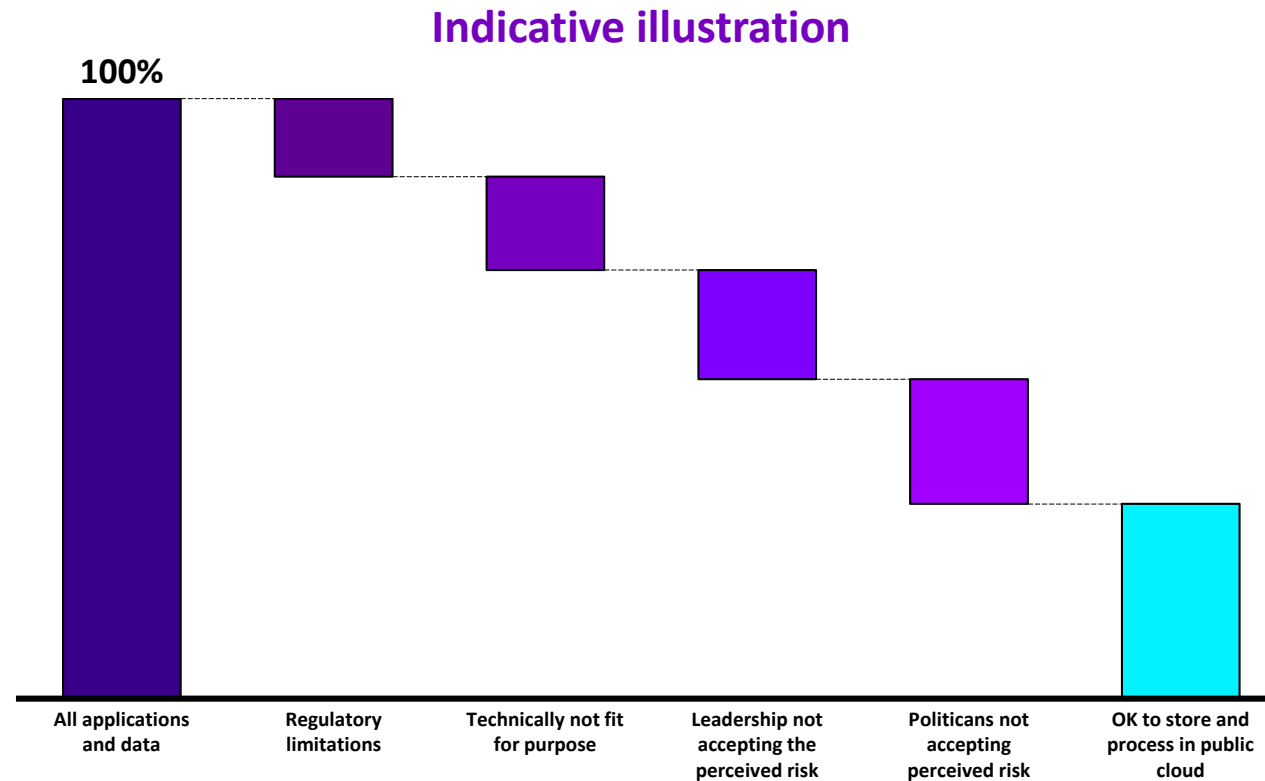 Indicative illustration
100%
All applications
and data
Regulatory
limitations
Technically not fit
for purpose
Leadership not
accepting the
perceived risk
Politicans not
accepting
perceived risk
OK to store and
process in public
cloud